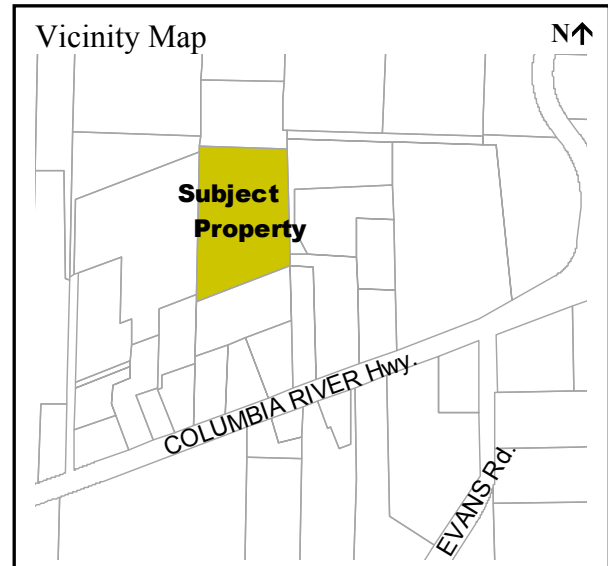 Vicinity Map
N↑
Subject
Property
COLUMBIA RIVER Hwy.
EVANS Rd.